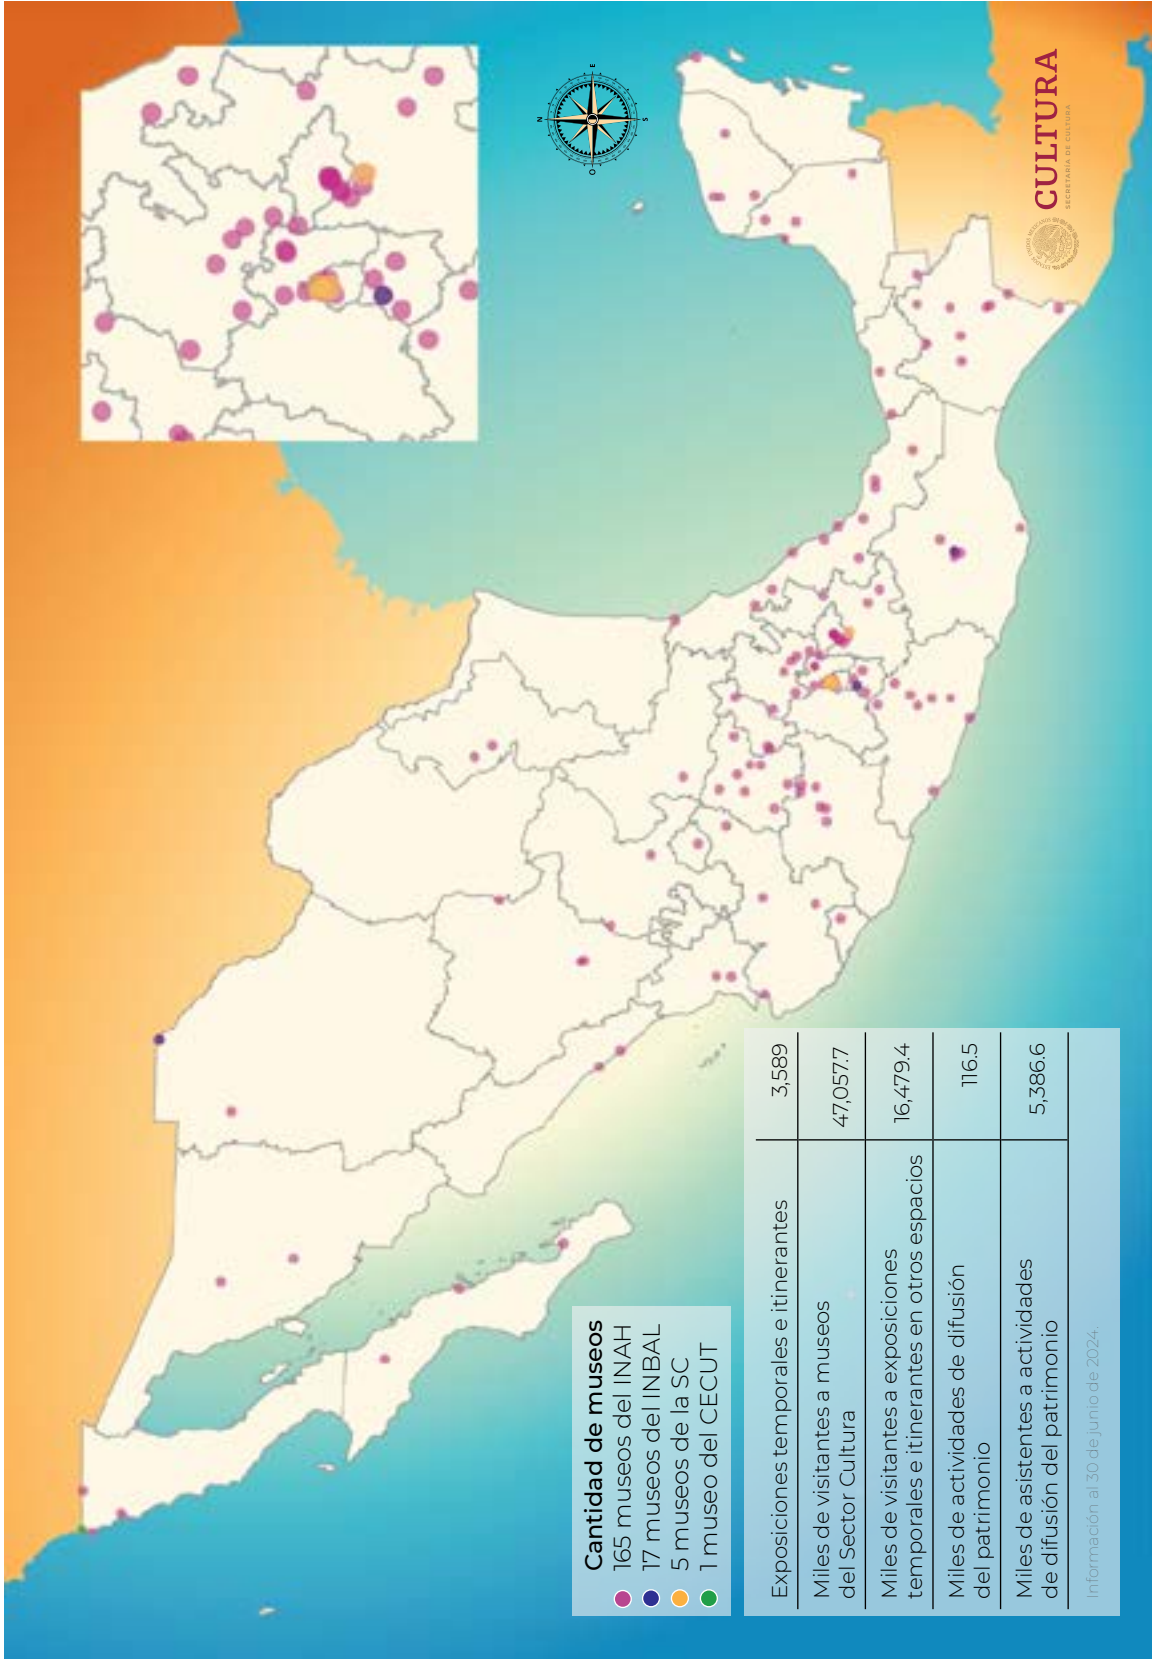 N
E
S
O
CULTURA
SECRETARÍA DE CULTURA
ESTADOS UNIDOS MEXICANOS
Cantidad de museos
165 museos del INAH
17 museos del INBAL
5 museos de la SC
1 museo del CECUT
Exposiciones temporales e itinerantes 3,589
Miles de visitantes a museos
del Sector Cultura 47,057.7
Miles de visitantes a exposiciones
temporales e itinerantes en otros espacios 16,479.4
Miles de actividades de difusión
del patrimonio 116.5
Miles de asistentes a actividades
de difusión del patrimonio 5,386.6
Información al 30 de junio de 2024.